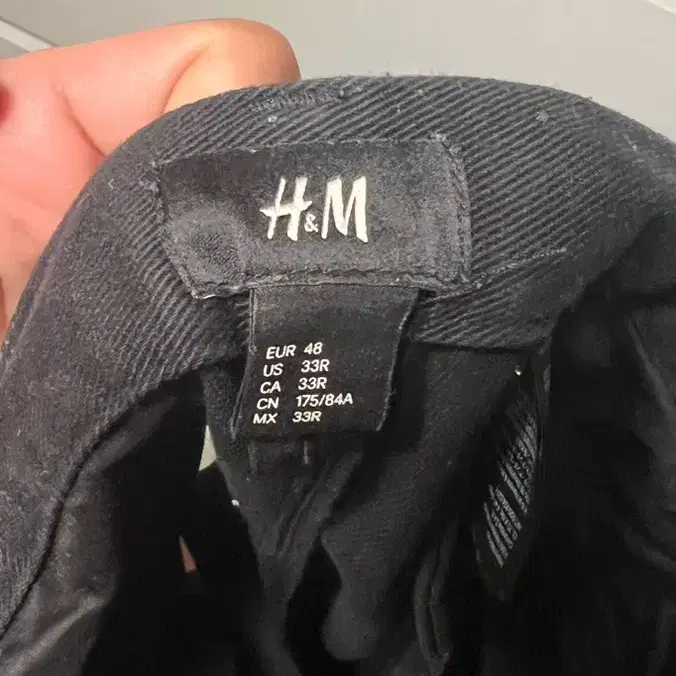 H&M
EUR 48
US 33R
CA 33R
CN 175/84A
MX 33R